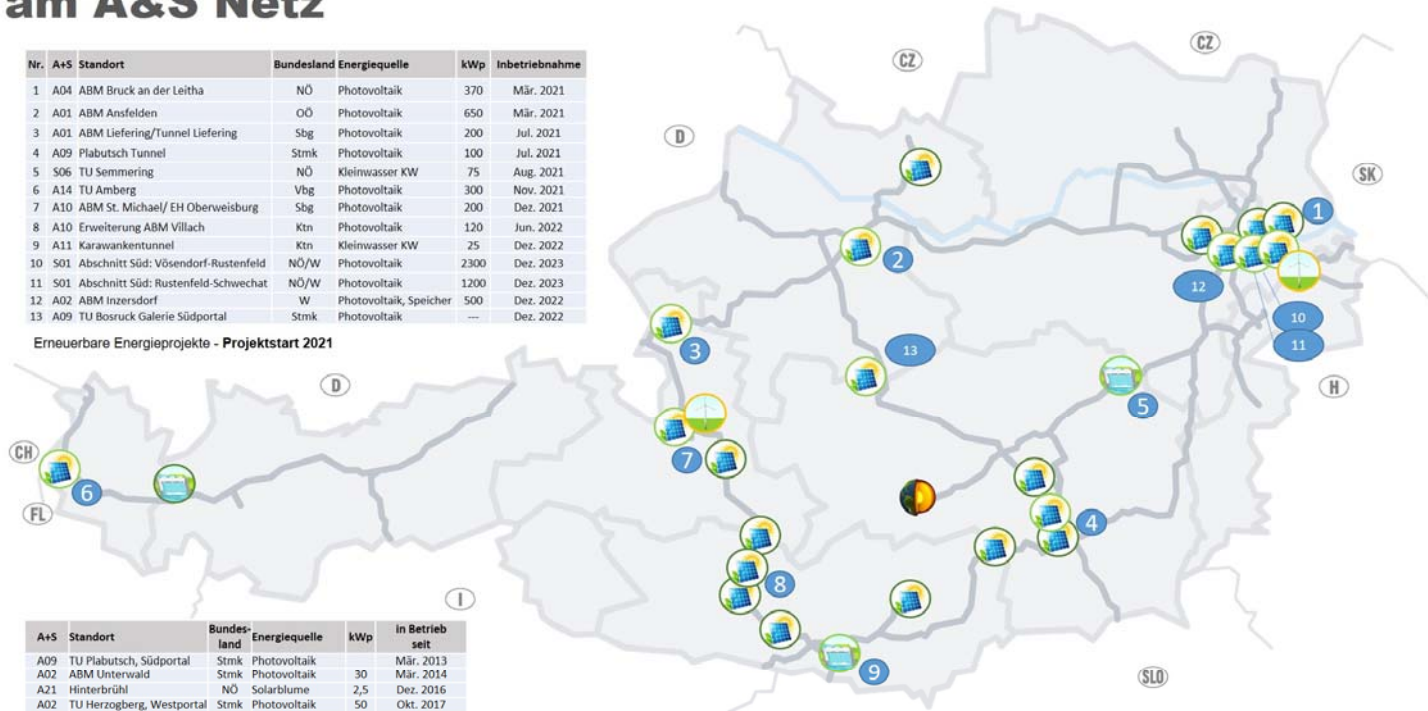 am A&S Netz
Nr. A+S Standort Bundesland Energiequelle kWp Inbetriebnahme
1 A04 ABM Bruck an der Leitha NÖ Photovoltaik 370 Mär. 2021
2 A01 ABM Ansfelden OÖ Photovoltaik 650 Mär. 2021
3 A01 ABM Liefering/Tunnel Liefering Sbg Photovoltaik 200 Jul. 2021
4 A09 Plabutsch Tunnel Stmk Photovoltaik 100 Jul. 2021
5 S06 TU Semmering NÖ Kleinwasser KW 75 Aug. 2021
6 A14 TU Amberg Vbg Photovoltaik 300 Nov. 2021
7 A10 ABM St. Michael/ EH Oberweisburg Sbg Photovoltaik 200 Dez. 2021
8 A10 Erweiterung ABM Villach Ktn Photovoltaik 120 Jun. 2022
9 A11 Karawankentunnel Ktn Kleinwasser KW 25 Dez. 2022
10 S01 Abschnitt Süd: Vösendorf-Rustenfeld NÖ/W Photovoltaik 2300 Dez. 2023
11 S01 Abschnitt Süd: Rustenfeld-Schwechat NÖ/W Photovoltaik 1200 Dez. 2023
12 A02 ABM Inzersdorf W Photovoltaik, Speicher 500 Dez. 2022
13 A09 TU Bosruck Galerie Südportal Stmk Photovoltaik --- Dez. 2022
Erneuerbare Energieprojekte - Projektstart 2021
CZ
CZ
D
SK
1
2
12
10
11
3
13
D
H
5
CH
7
6
FL
4
8
I
9
SLO
A+S Standort Bundes-land Energiequelle kWp in Betrieb seit
A09 TU Plabutsch, Südportal Stmk Photovoltaik Mär. 2013
A02 ABM Unterwald Stmk Photovoltaik 30 Mär. 2014
A21 Hinterbrühl NÖ Solarblume 2,5 Dez. 2016
A02 TU Herzogberg, Westportal Stmk Photovoltaik 50 Okt. 2017